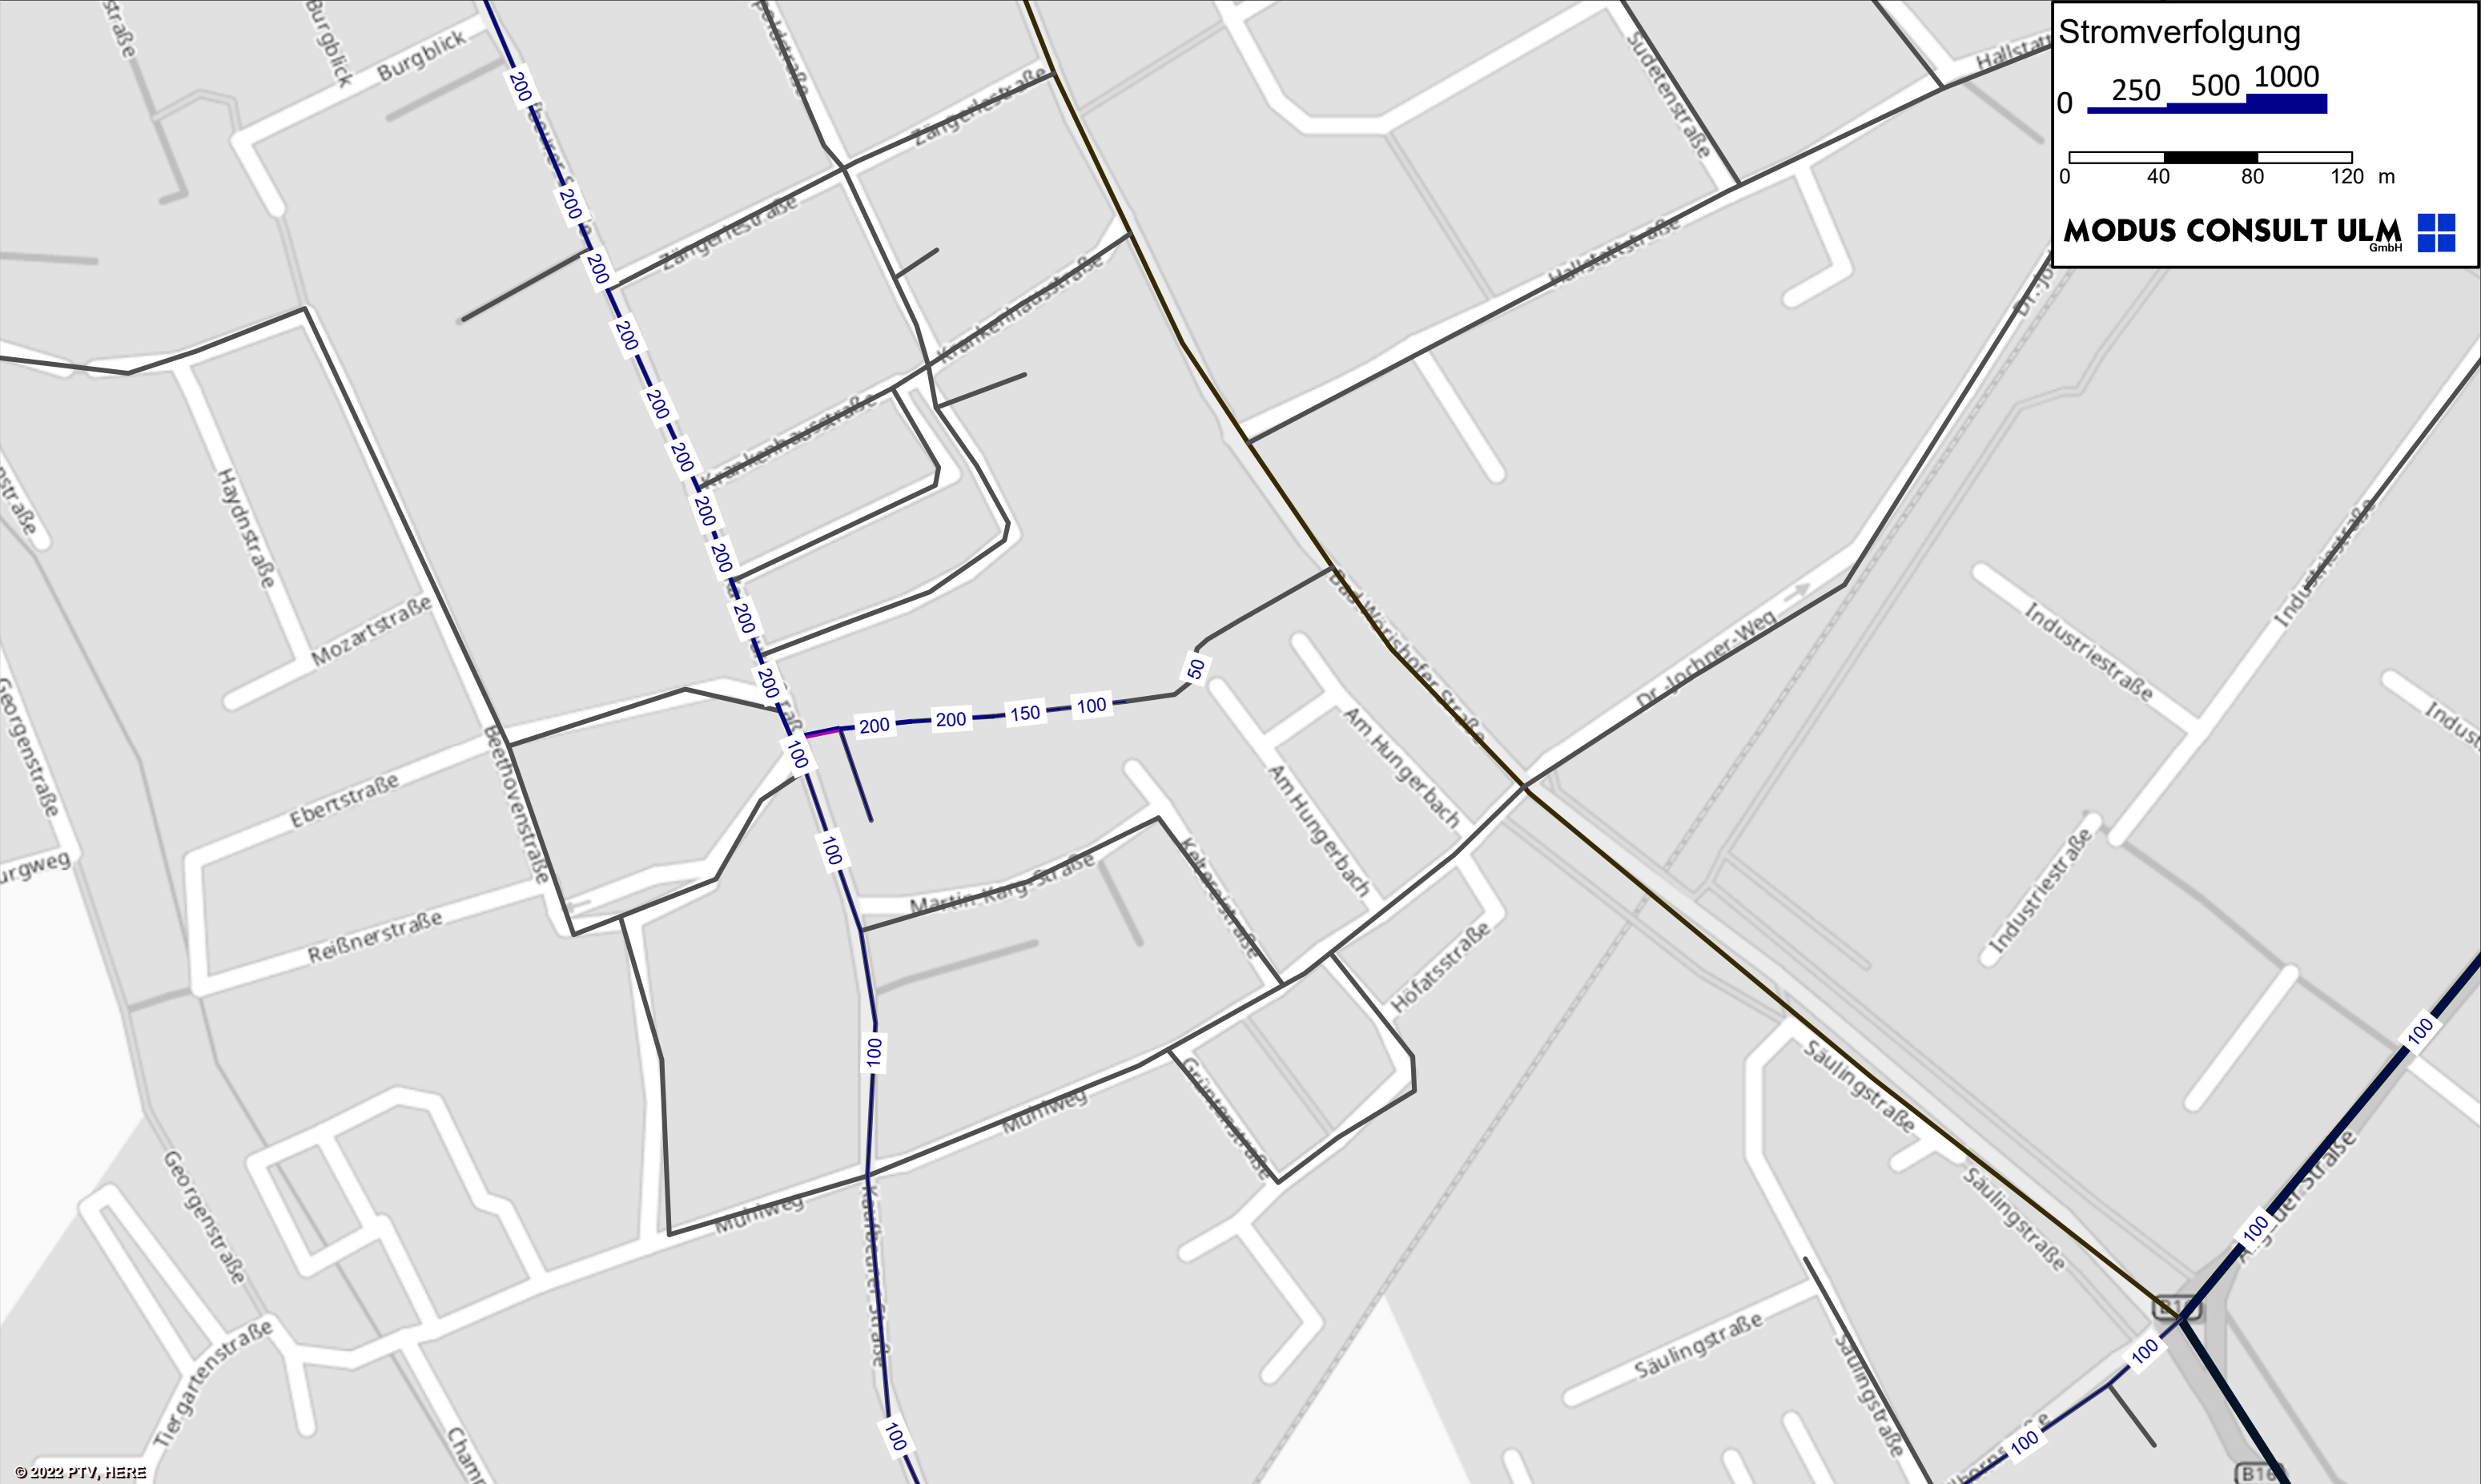 Stromverfolgung
0 250 500 1000
0 40 80 120 m
MODUS CONSULT ULM
GmbH
Burgblick
Burgblick
Zängerlestraße
Zängerlestraße
Sudetenstraße
Hallstattstraße
Krankenhausstraße
Krankenhausstraße
Haydnstraße
Mozartstraße
Georgenstraße
Beethovenstraße
Ebertstraße
Reißnerstraße
Martin-Karg-Straße
Keltereistraße
Am Hungerbach
Am Hungerbach
Bad Wörishofer Straße
Dr.-Jochner-Weg
Industriestraße
Industriestraße
Industriestraße
Höfatsstraße
Grüntenstraße
Mühlweg
Mühlweg
Kaufbeurer Straße
Georgenstraße
Tiergartenstraße
Säulingstraße
Säulingstraße
Säulingstraße
Säulingstraße
200
200
200
200
200
200
200
200
200
200
200
200
150
100
50
100
100
100
100
100
100
100
100
© 2022 PTV, HERE